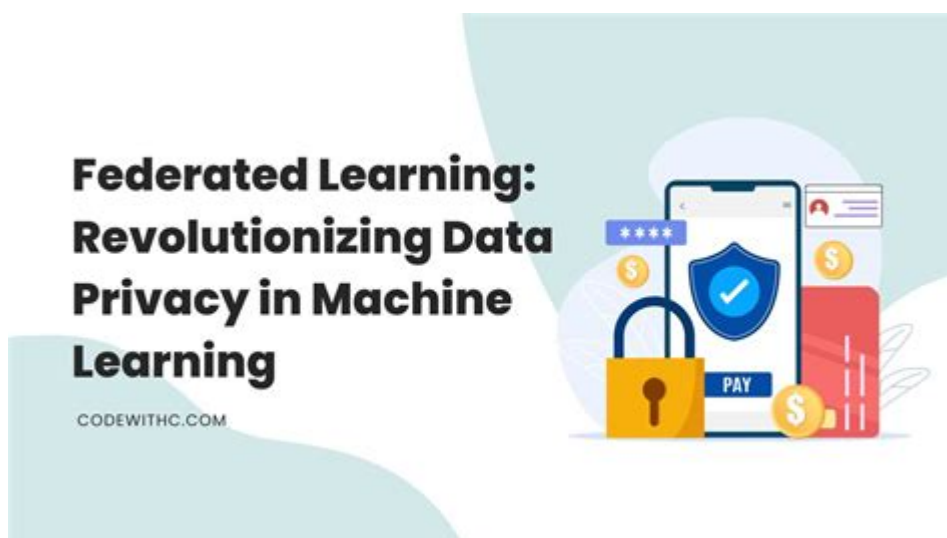 Federated Learning:
Revolutionizing Data
Privacy in Machine
Learning
CODEWITHC.COM
****
$
$
PAY
$